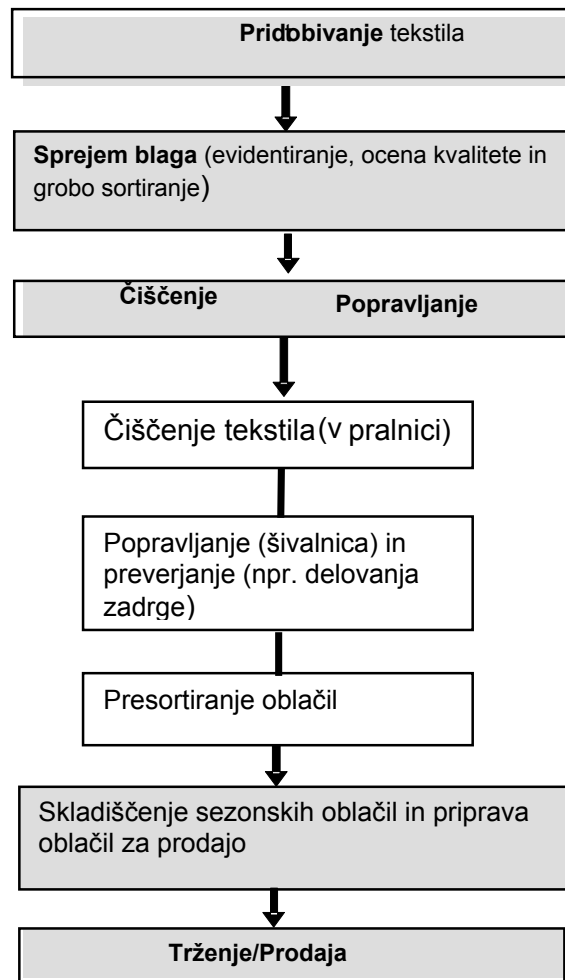 Pridobivanje tekstila
Sprejem blaga (evidentiranje, ocena kvalitete in
grobo sortiranje)
Čiščenje Popravljanje
Čiščenje tekstila(v pralnici)
Popravljanje (šivalnica) in
preverjanje (npr. delovanja
zadrge)
Presortiranje oblačil
Skladiščenje sezonskih oblačil in priprava
oblačil za prodajo
Trženje/Prodaja